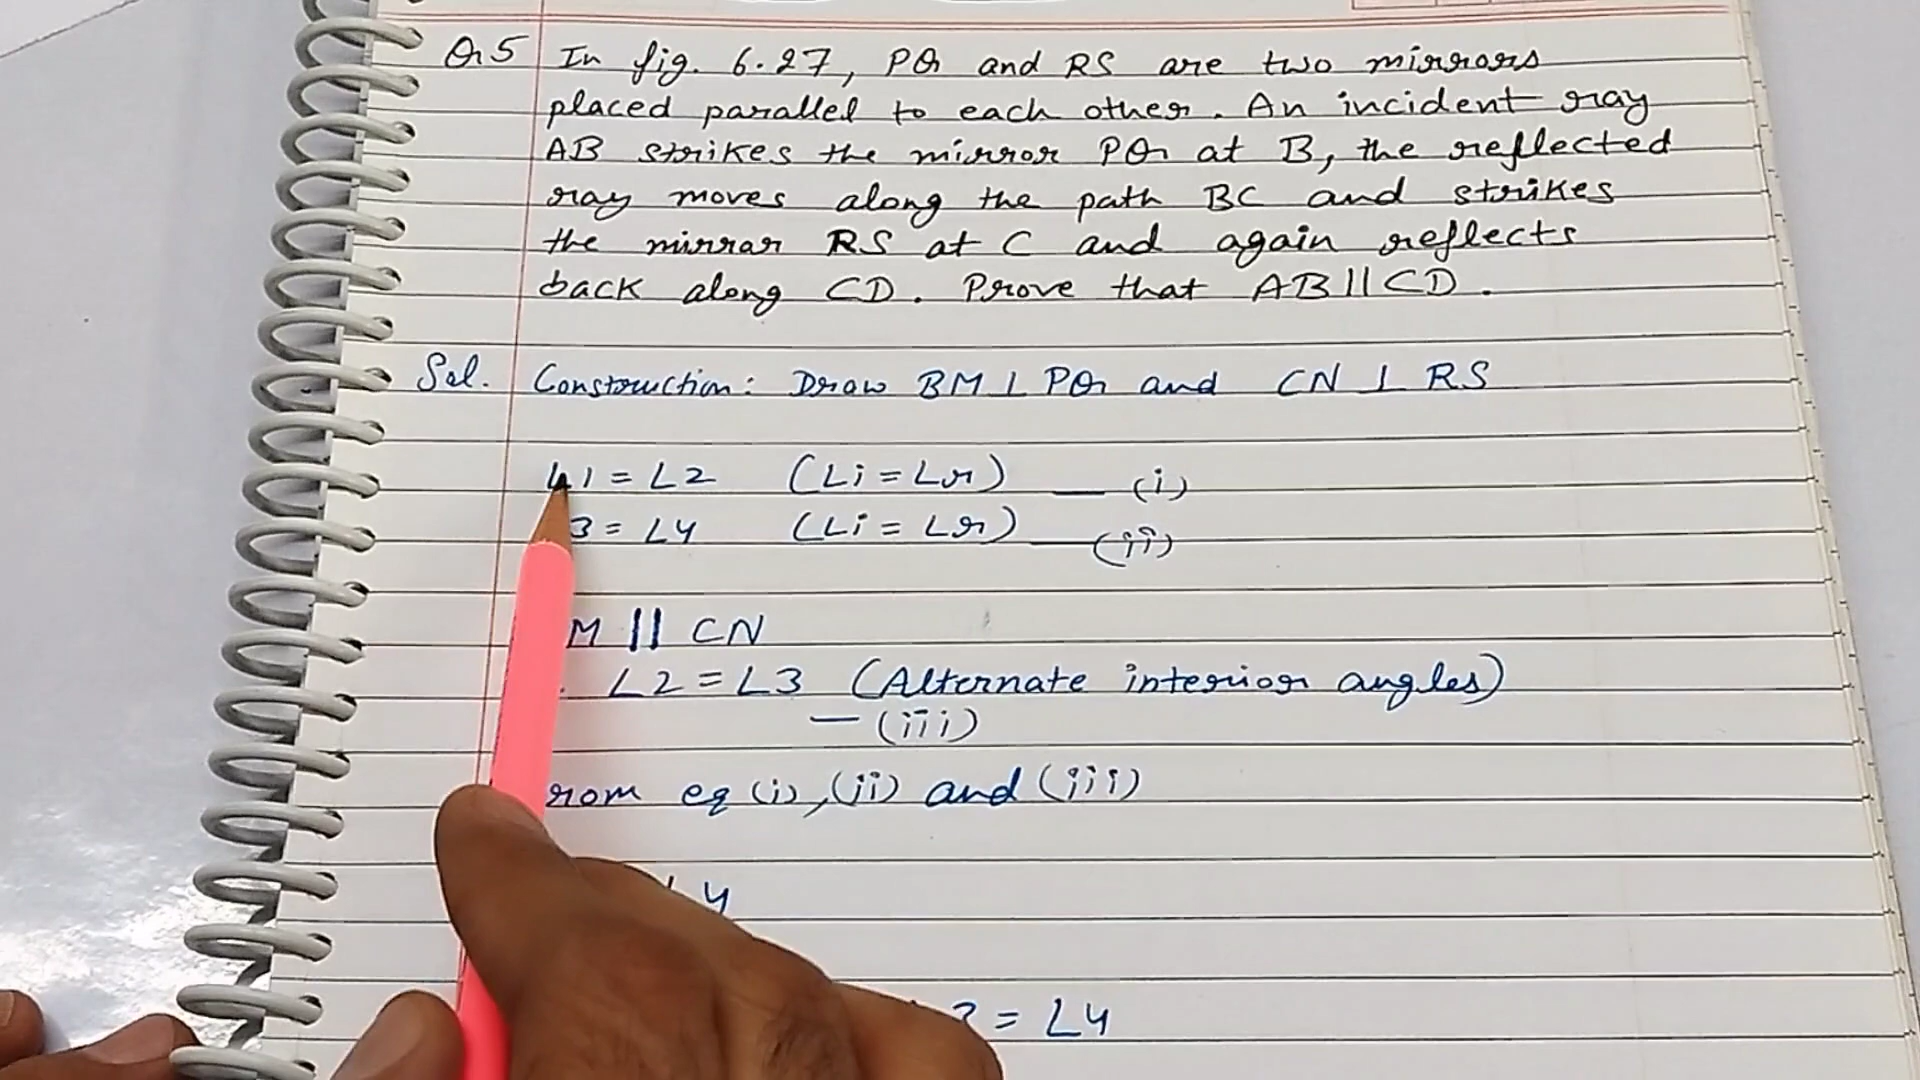 Q5 In fig. 6.27, PQ and RS are two mirrors
placed parallel to each other. An incident ray
AB strikes the mirror PQ at B, the reflected
ray moves along the path BC and strikes
the mirrar RS at C and again reflects
back along CD. Prove that AB || CD.
Sol. Construction: Draw BM ⊥ PQ and CN ⊥ RS
∠1 = ∠2 (∠i = ∠r) — (i)
3 = ∠4 (∠i = ∠r) — (ii)
M || CN
∠2 = ∠3 (Alternate interior angles)
— (iii)
rom eq (i), (ii) and (iii)
∠4
= ∠4